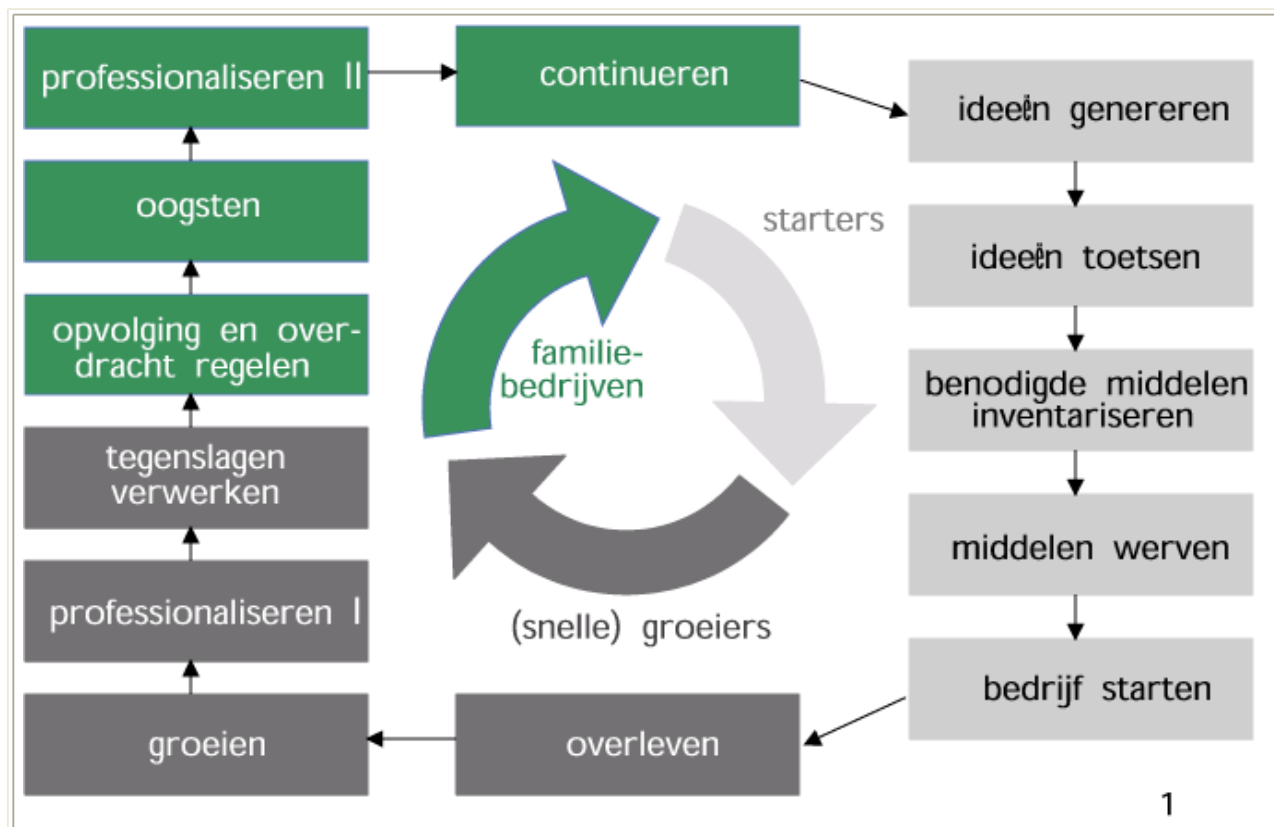 professionaliseren II
continueren
ideeën genereren
oogsten
starters
ideeën toetsen
opvolging en over-
dracht regelen
familie-
bedrijven
benodigde middelen
inventariseren
tegenslagen
verwerken
middelen werven
professionaliseren I
(snelle) groeiers
bedrijf starten
groeien
overleven
1